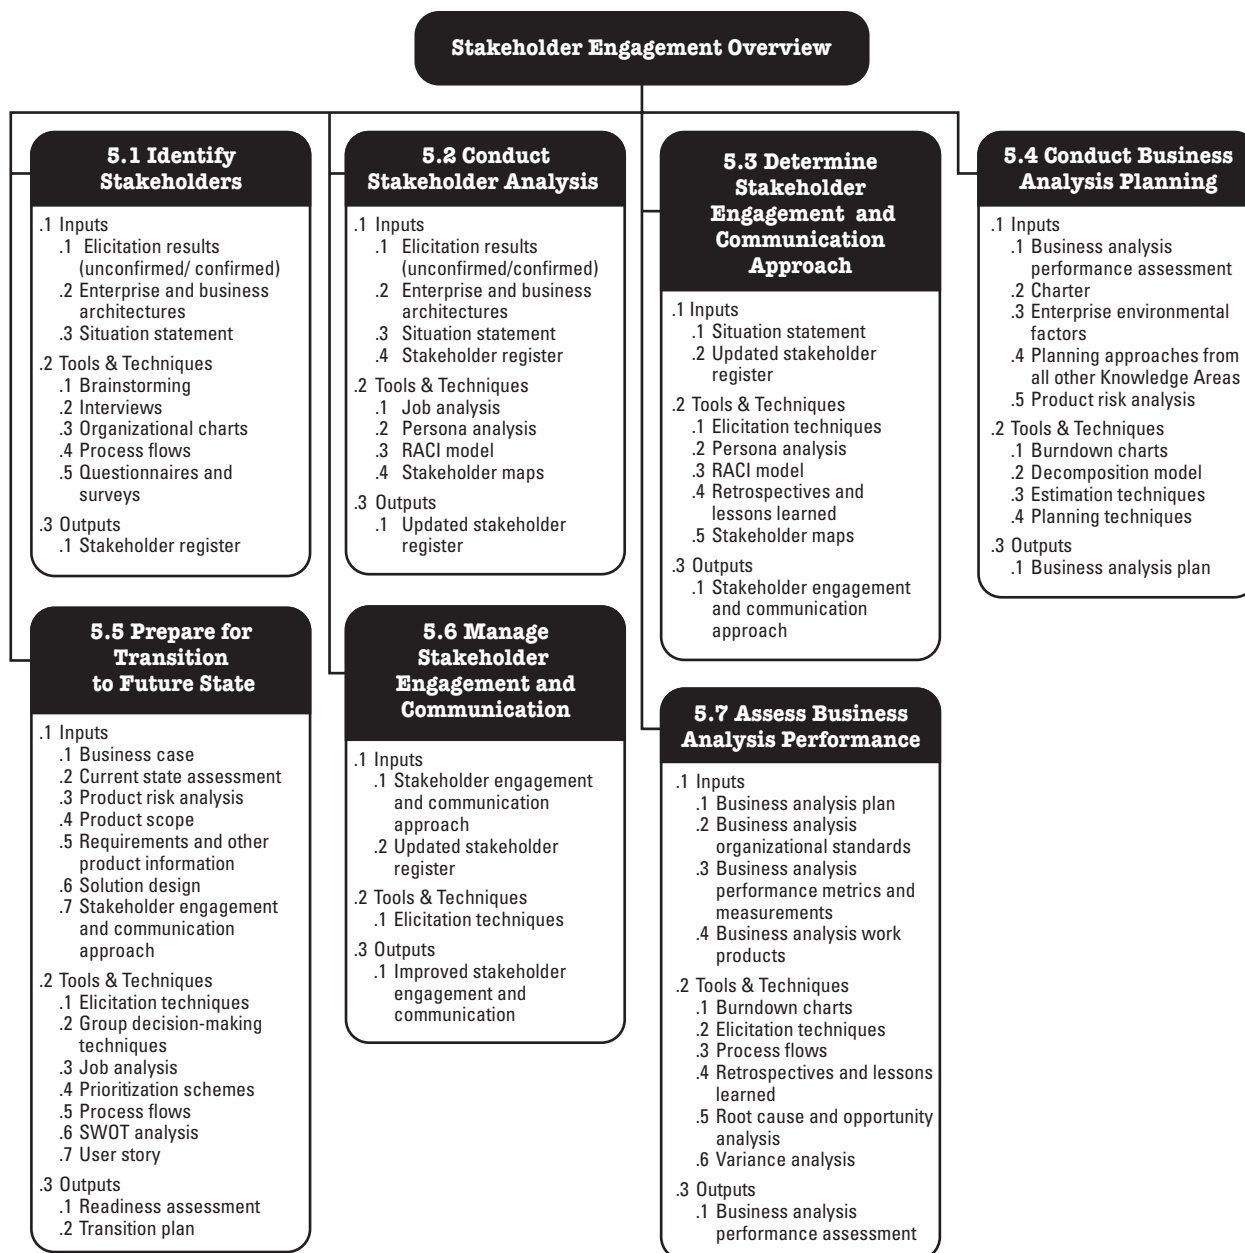 Stakeholder Engagement Overview
5.1 Identify
Stakeholders
.1 Inputs
.1 Elicitation results
(unconfirmed/ confirmed)
.2 Enterprise and business
architectures
.3 Situation statement
.2 Tools & Techniques
.1 Brainstorming
.2 Interviews
.3 Organizational charts
.4 Process flows
.5 Questionnaires and
surveys
.3 Outputs
.1 Stakeholder register
5.2 Conduct
Stakeholder Analysis
.1 Inputs
.1 Elicitation results
(unconfirmed/confirmed)
.2 Enterprise and business
architectures
.3 Situation statement
.4 Stakeholder register
.2 Tools & Techniques
.1 Job analysis
.2 Persona analysis
.3 RACI model
.4 Stakeholder maps
.3 Outputs
.1 Updated stakeholder
register
5.3 Determine
Stakeholder
Engagement and
Communication
Approach
.1 Inputs
.1 Situation statement
.2 Updated stakeholder
register
.2 Tools & Techniques
.1 Elicitation techniques
.2 Persona analysis
.3 RACI model
.4 Retrospectives and
lessons learned
.5 Stakeholder maps
.3 Outputs
.1 Stakeholder engagement
and communication
approach
5.4 Conduct Business
Analysis Planning
.1 Inputs
.1 Business analysis
performance assessment
.2 Charter
.3 Enterprise environmental
factors
.4 Planning approaches from
all other Knowledge Areas
.5 Product risk analysis
.2 Tools & Techniques
.1 Burndown charts
.2 Decomposition model
.3 Estimation techniques
.4 Planning techniques
.3 Outputs
.1 Business analysis plan
5.5 Prepare for
Transition
to Future State
.1 Inputs
.1 Business case
.2 Current state assessment
.3 Product risk analysis
.4 Product scope
.5 Requirements and other
product information
.6 Solution design
.7 Stakeholder engagement
and communication
approach
.2 Tools & Techniques
.1 Elicitation techniques
.2 Group decision-making
techniques
.3 Job analysis
.4 Prioritization schemes
.5 Process flows
.6 SWOT analysis
.7 User story
.3 Outputs
.1 Readiness assessment
.2 Transition plan
5.6 Manage
Stakeholder
Engagement and
Communication
.1 Inputs
.1 Stakeholder engagement
and communication
approach
.2 Updated stakeholder
register
.2 Tools & Techniques
.1 Elicitation techniques
.3 Outputs
.1 Improved stakeholder
engagement and
communication
5.7 Assess Business
Analysis Performance
.1 Inputs
.1 Business analysis plan
.2 Business analysis
organizational standards
.3 Business analysis
performance metrics and
measurements
.4 Business analysis work
products
.2 Tools & Techniques
.1 Burndown charts
.2 Elicitation techniques
.3 Process flows
.4 Retrospectives and lessons
learned
.5 Root cause and opportunity
analysis
.6 Variance analysis
.3 Outputs
.1 Business analysis
performance assessment